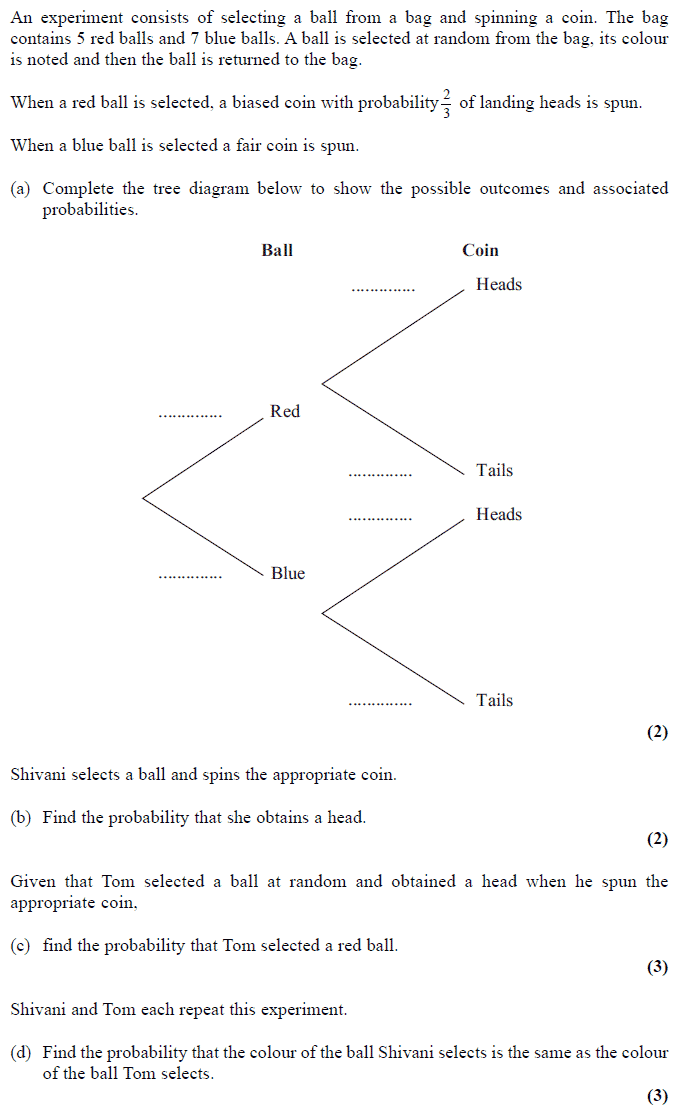 An experiment consists of selecting a ball from a bag and spinning a coin. The bag
contains 5 red balls and 7 blue balls. A ball is selected at random from the bag, its colour
is noted and then the ball is returned to the bag.
When a red ball is selected, a biased coin with probability 2/3 of landing heads is spun.
When a blue ball is selected a fair coin is spun.
(a) Complete the tree diagram below to show the possible outcomes and associated
probabilities.
Ball Coin
.............. Heads
.............. Red
.............. Tails
.............. Heads
.............. Blue
.............. Tails
(2)
Shivani selects a ball and spins the appropriate coin.
(b) Find the probability that she obtains a head.
(2)
Given that Tom selected a ball at random and obtained a head when he spun the
appropriate coin,
(c) find the probability that Tom selected a red ball.
(3)
Shivani and Tom each repeat this experiment.
(d) Find the probability that the colour of the ball Shivani selects is the same as the colour
of the ball Tom selects.
(3)